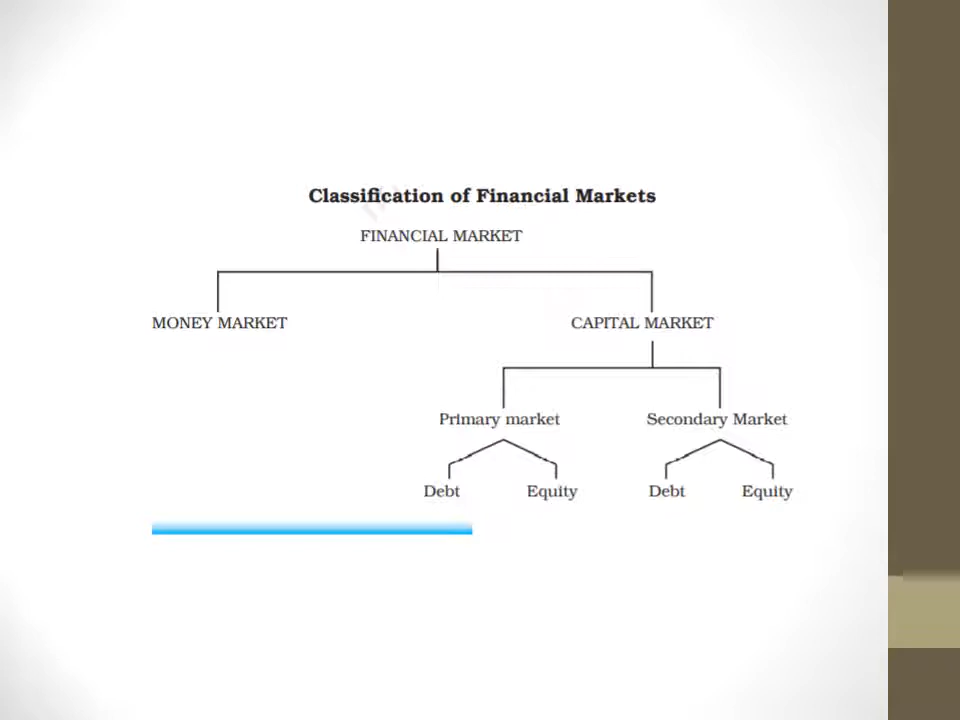 Classification of Financial Markets
FINANCIAL MARKET
MONEY MARKET CAPITAL MARKET
Primary market Secondary Market
Debt Equity Debt Equity